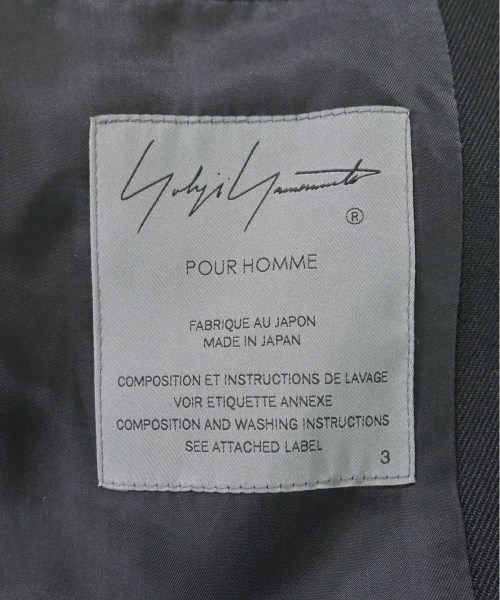 Yohji Yamamoto
®
POUR HOMME
FABRIQUE AU JAPON
MADE IN JAPAN
COMPOSITION ET INSTRUCTIONS DE LAVAGE
VOIR ETIQUETTE ANNEXE
COMPOSITION AND WASHING INSTRUCTIONS
SEE ATTACHED LABEL
3